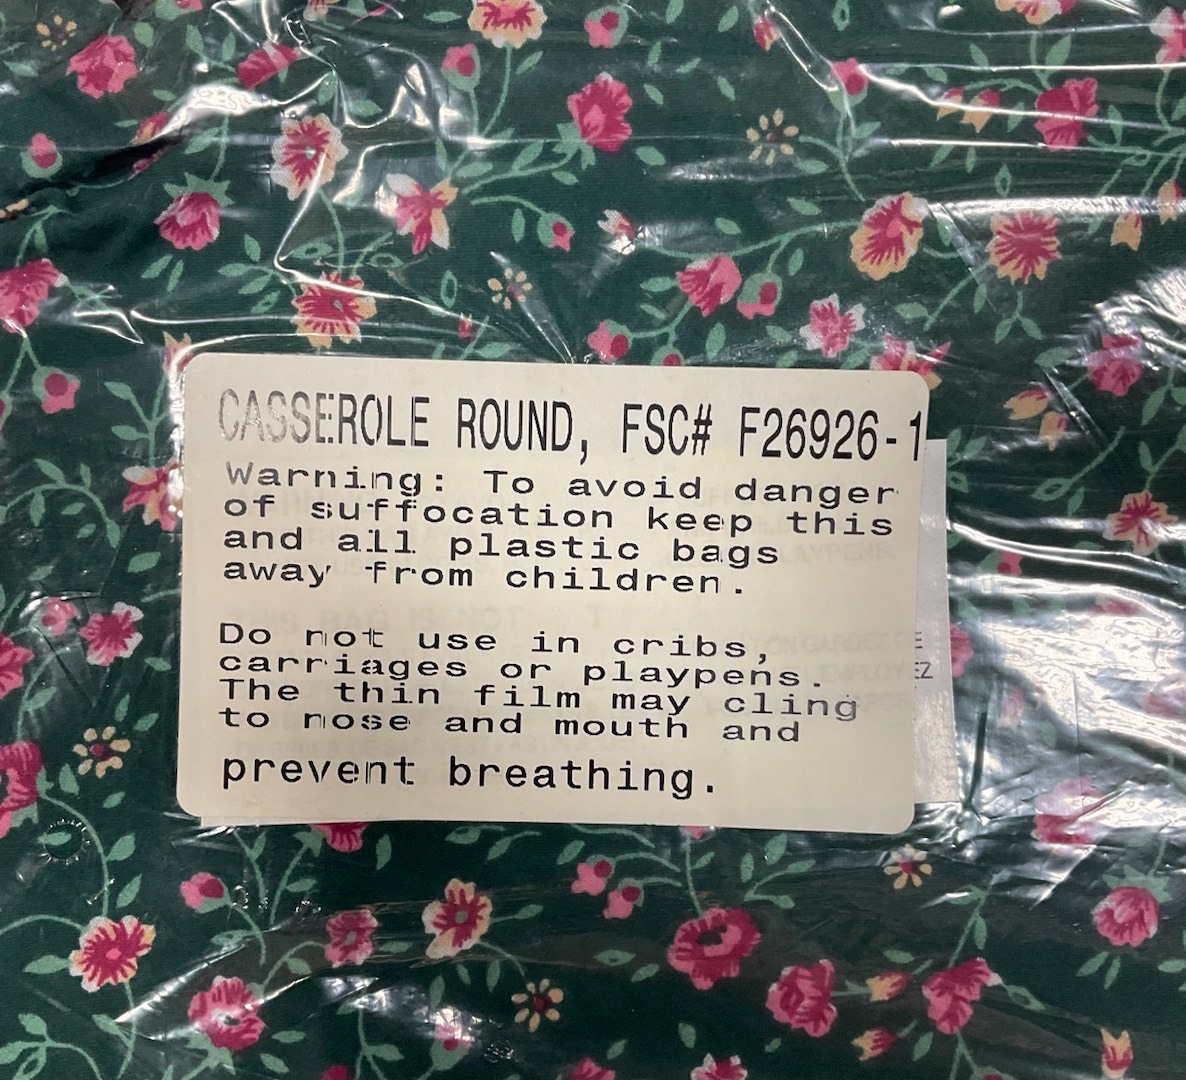 CASSEROLE ROUND, FSC# F26926-1
Warning: To avoid danger
of suffocation keep this
and all plastic bags
away from children.
Do not use in cribs,
carriages or playpens.
The thin film may cling
to nose and mouth and
prevent breathing.